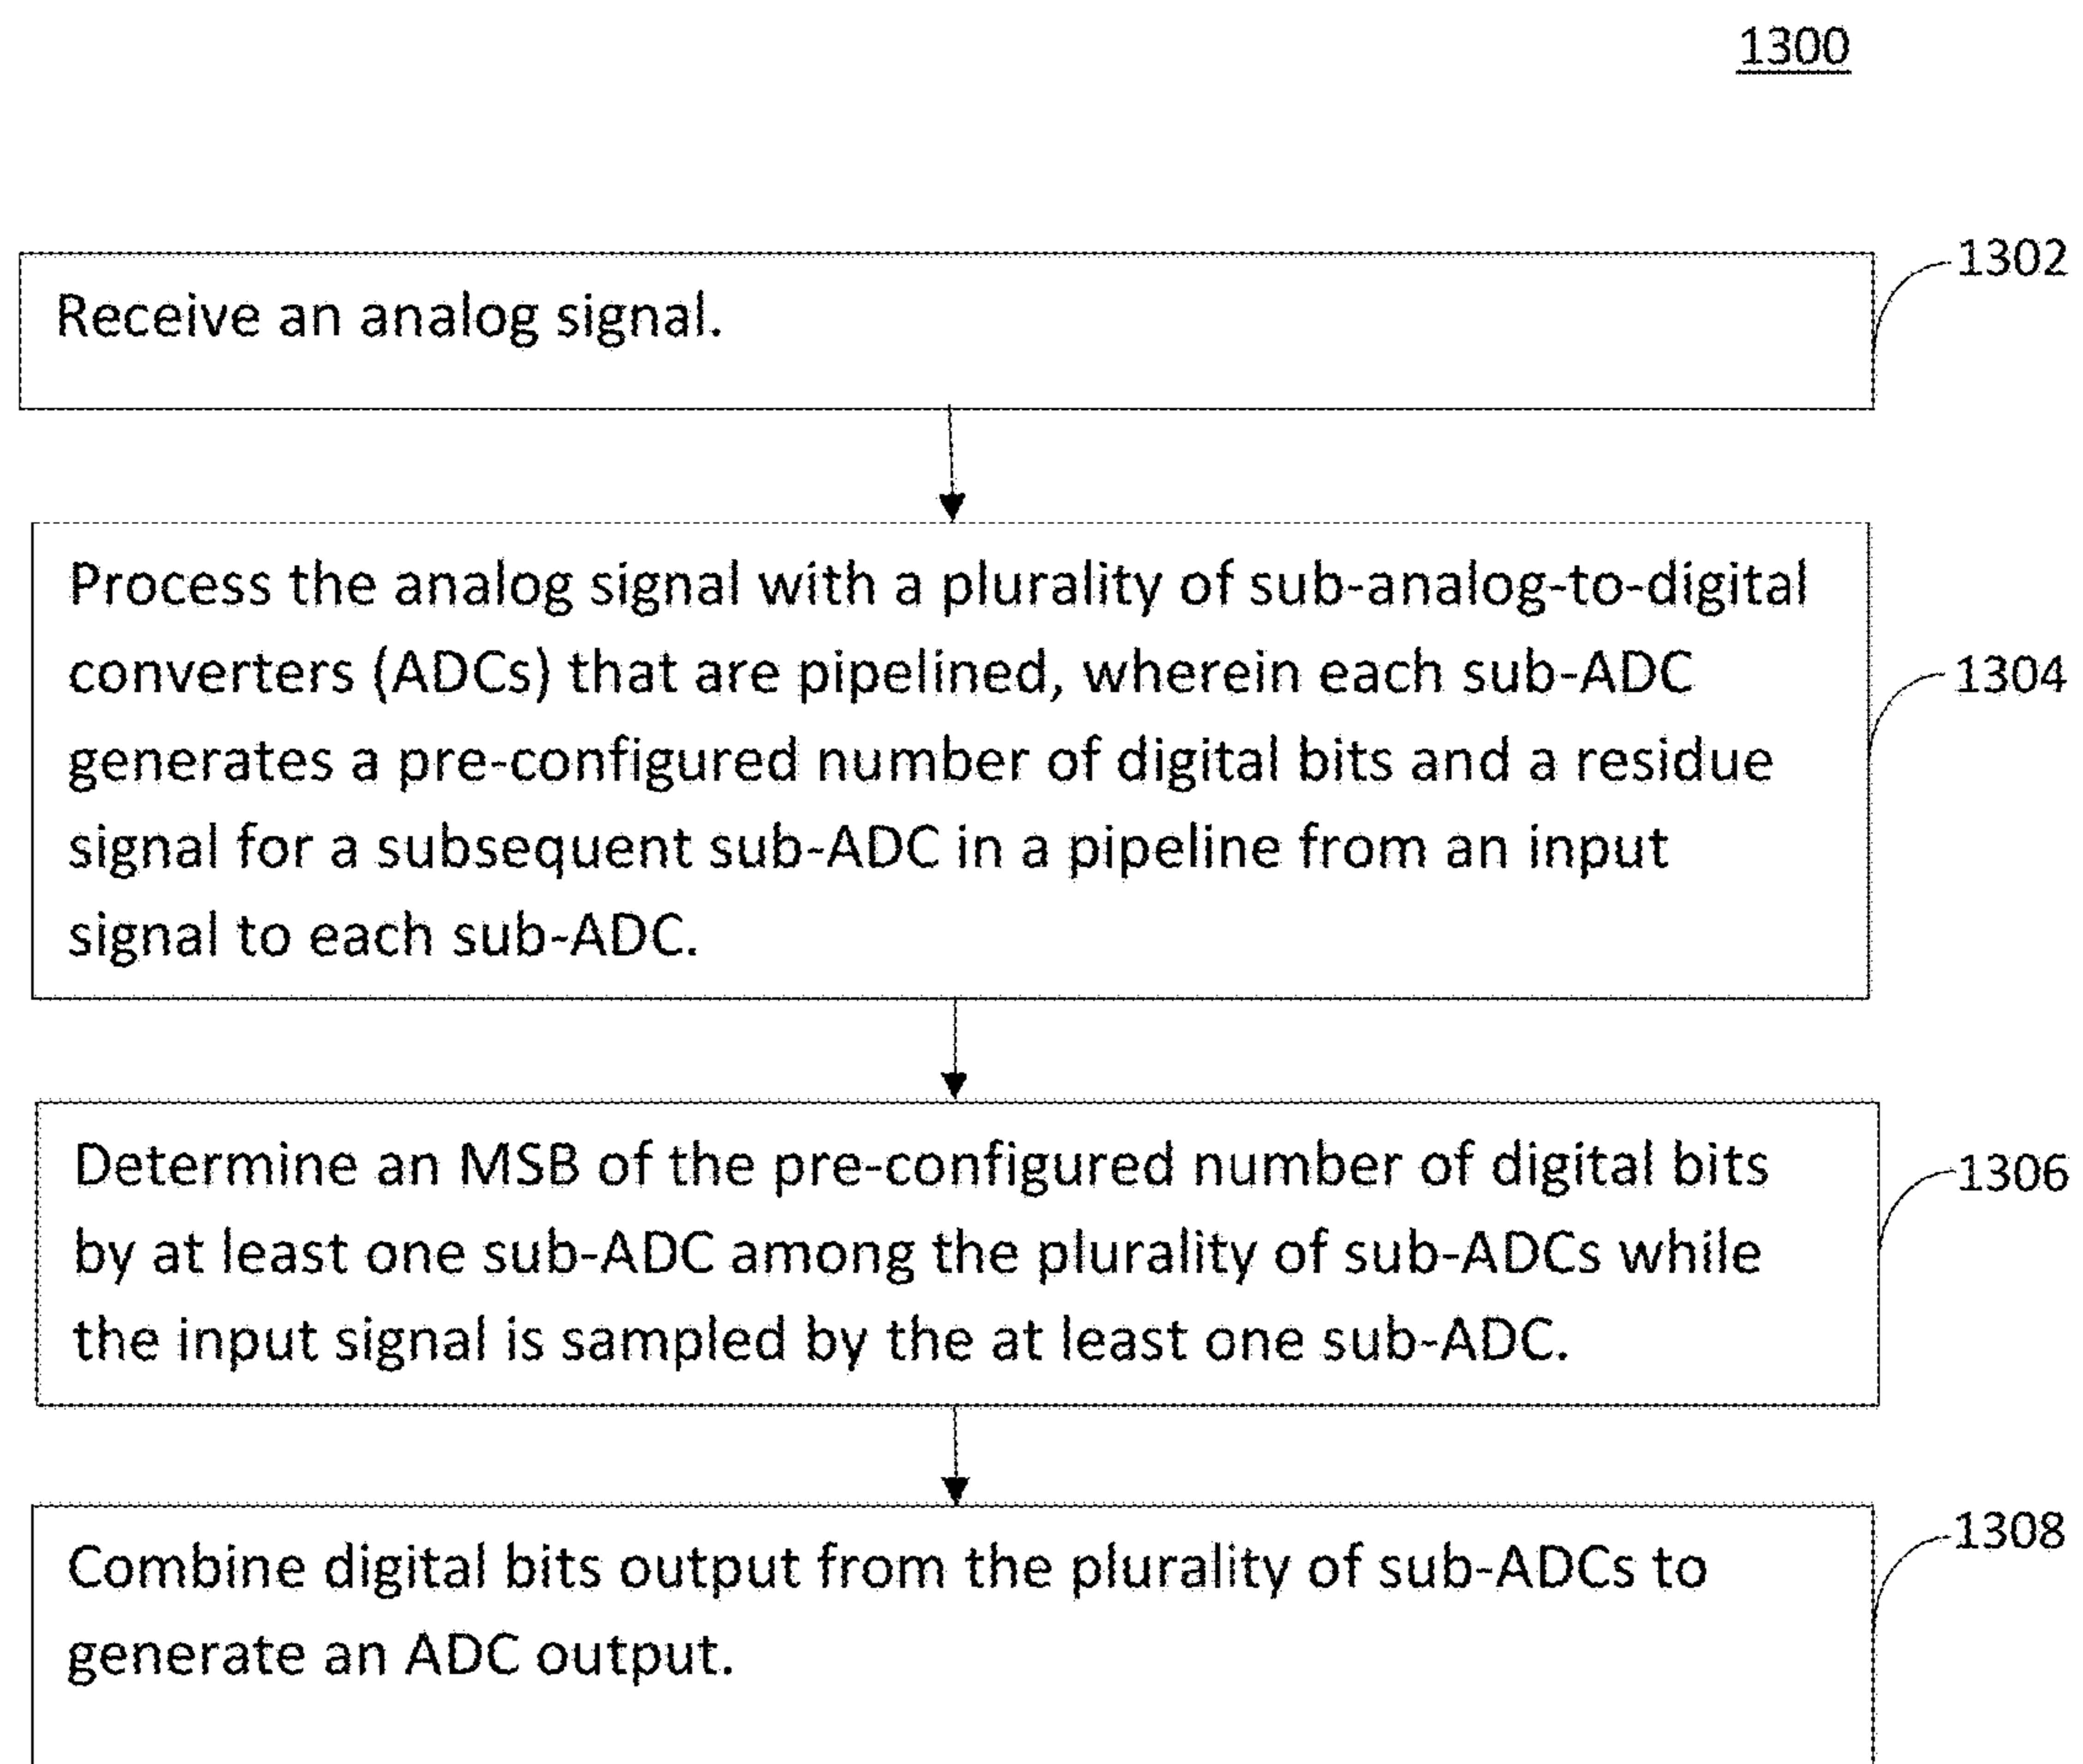 1300
1302
Receive an analog signal.
Process the analog signal with a plurality of sub-analog-to-digital
converters (ADCs) that are pipelined, wherein each sub-ADC
1304
generates a pre-configured number of digital bits and a residue
signal for a subsequent sub-ADC in a pipeline from an input
signal to each sub-ADC.
Determine an MSB of the pre-configured number of digital bits
1306
by at least one sub-ADC among the plurality of sub-ADCs while
the input signal is sampled by the at least one sub-ADC.
1308
Combine digital bits output from the plurality of sub-ADCs to
generate an ADC output.